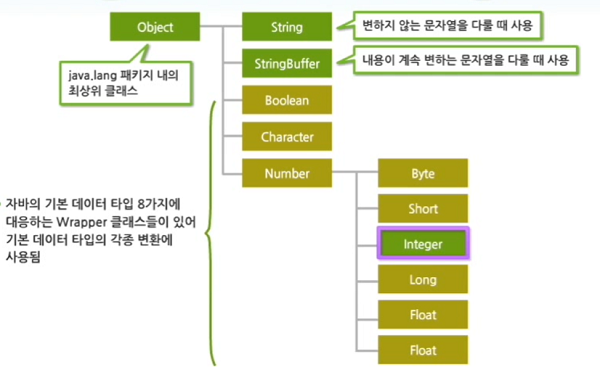 Object
String
변하지 않는 문자열을 다룰 때 사용
java.lang 패키지 내의
최상위 클래스
StringBuffer
내용이 계속 변하는 문자열을 다룰 때 사용
Boolean
Character
Number
Byte
자바의 기본 데이터 타입 8가지에
대응하는 Wrapper 클래스들이 있어
기본 데이터 타입의 각종 변환에
사용됨
Short
Integer
Long
Float
Float